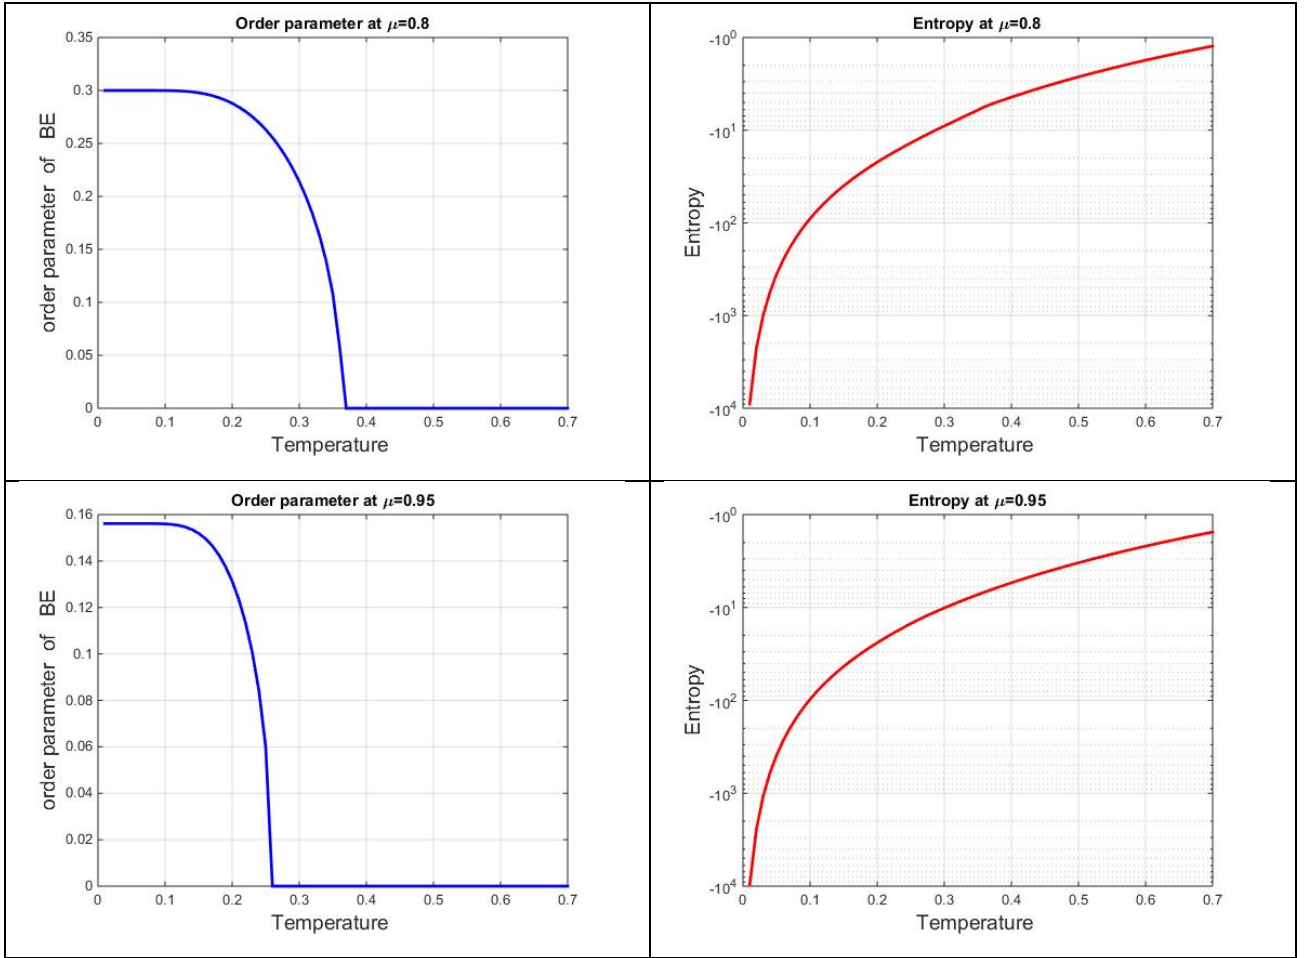 Order parameter at μ=0.8
0.35
0.3
0.25
0.2
0.15
0.1
0.05
0
order parameter of BE
0 0.1 0.2 0.3 0.4 0.5 0.6 0.7
Temperature
Entropy at μ=0.8
-10^0
-10^1
-10^2
-10^3
-10^4
Entropy
0 0.1 0.2 0.3 0.4 0.5 0.6 0.7
Temperature
Order parameter at μ=0.95
0.16
0.14
0.12
0.1
0.08
0.06
0.04
0.02
0
order parameter of BE
0 0.1 0.2 0.3 0.4 0.5 0.6 0.7
Temperature
Entropy at μ=0.95
-10^0
-10^1
-10^2
-10^3
-10^4
Entropy
0 0.1 0.2 0.3 0.4 0.5 0.6 0.7
Temperature